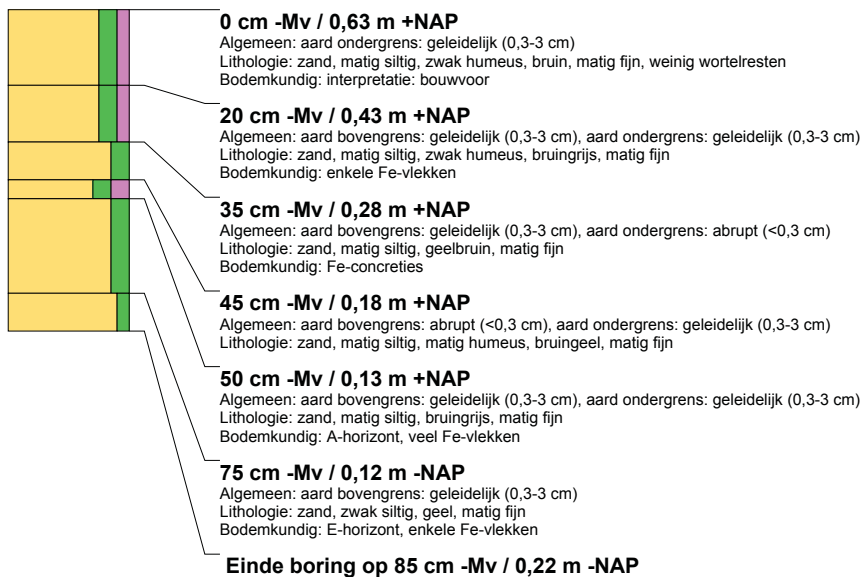 0 cm -Mv / 0,63 m +NAP
Algemeen: aard ondergrens: geleidelijk (0,3-3 cm)
Lithologie: zand, matig siltig, zwak humeus, bruin, matig fijn, weinig wortelresten
Bodemkundig: interpretatie: bouwvoor
20 cm -Mv / 0,43 m +NAP
Algemeen: aard bovengrens: geleidelijk (0,3-3 cm), aard ondergrens: geleidelijk (0,3-3 cm)
Lithologie: zand, matig siltig, zwak humeus, bruingrijs, matig fijn
Bodemkundig: enkele Fe-vlekken
35 cm -Mv / 0,28 m +NAP
Algemeen: aard bovengrens: geleidelijk (0,3-3 cm), aard ondergrens: abrupt (<0,3 cm)
Lithologie: zand, matig siltig, geelbruin, matig fijn
Bodemkundig: Fe-concreties
45 cm -Mv / 0,18 m +NAP
Algemeen: aard bovengrens: abrupt (<0,3 cm), aard ondergrens: geleidelijk (0,3-3 cm)
Lithologie: zand, matig siltig, matig humeus, bruingeel, matig fijn
50 cm -Mv / 0,13 m +NAP
Algemeen: aard bovengrens: geleidelijk (0,3-3 cm), aard ondergrens: geleidelijk (0,3-3 cm)
Lithologie: zand, matig siltig, bruingrijs, matig fijn
Bodemkundig: A-horizont, veel Fe-vlekken
75 cm -Mv / 0,12 m -NAP
Algemeen: aard bovengrens: geleidelijk (0,3-3 cm)
Lithologie: zand, zwak siltig, geel, matig fijn
Bodemkundig: E-horizont, enkele Fe-vlekken
Einde boring op 85 cm -Mv / 0,22 m -NAP